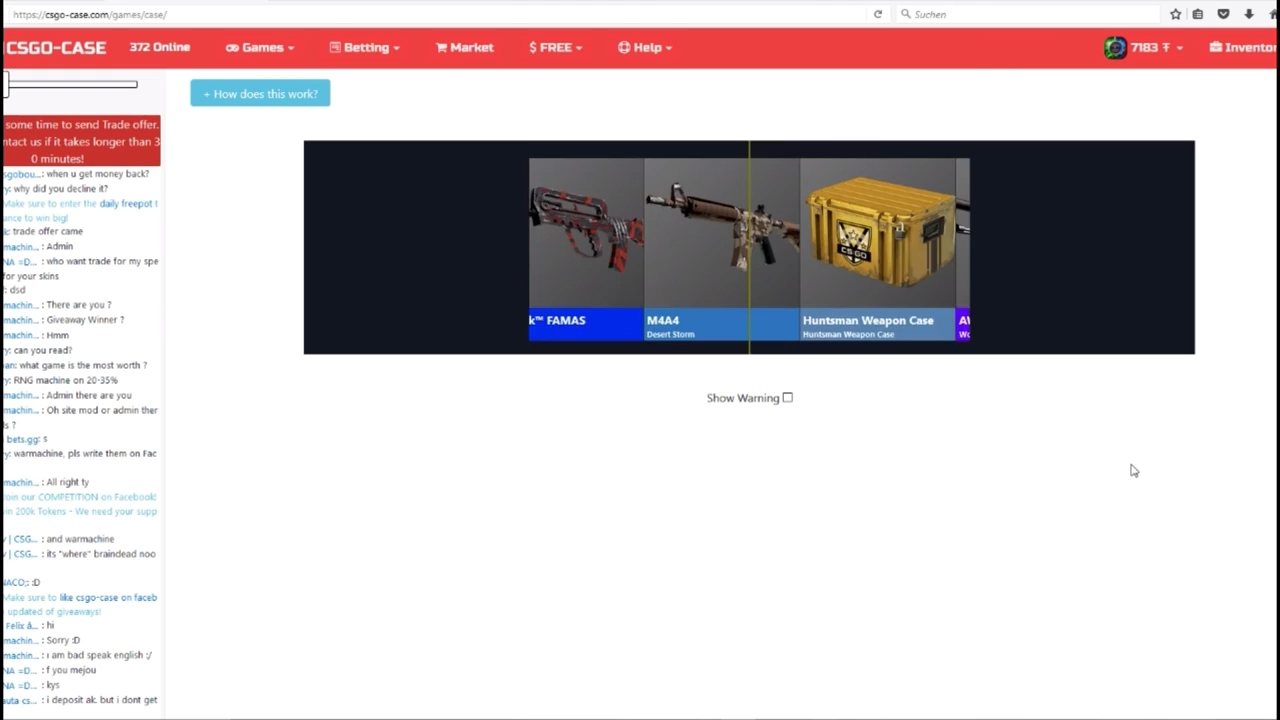 https://csgo-case.com/games/case/
Suchen
CSGO-CASE
372 Online
Games
Betting
Market
$ FREE
Help
7183 Ŧ
Inventor
+ How does this work?
some time to send Trade offer.
ntact us if it takes longer than 3
0 minutes!
sgobou... : when u get money back?
y: why did you decline it?
Make sure to enter the daily freepot t
ance to win big!
k: trade offer came
machin... : Admin
NA =D... : who want trade for my spe
for your skins
: dsd
machin... : There are you ?
machin... : Giveaway Winner ?
machin... : Hmm
y: can you read?
an: what game is the most worth ?
y: RNG machine on 20-35%
machin... : Admin there are you
machin... : Oh site mod or admin ther
ls ?
bets.gg: s
y: warmachine, pls write them on Fac
machin... : All right ty
Join our COMPETITION on Facebook!
in 200k Tokens - We need your supp
/ | CSG... : and warmachine
/ | CSG... : its "where" braindead noo
NACO;: :D
Make sure to like csgo-case on faceb
updated of giveaways!
Felix å... : hi
machin... : Sorry :D
machin... : i am bad speak english :/
NA =D... : f you mejou
NA =D... : kys
auta cs... : i deposit ak. but i dont get
k™ FAMAS
M4A4
Desert Storm
CS GO
Huntsman Weapon Case
Huntsman Weapon Case
Show Warning